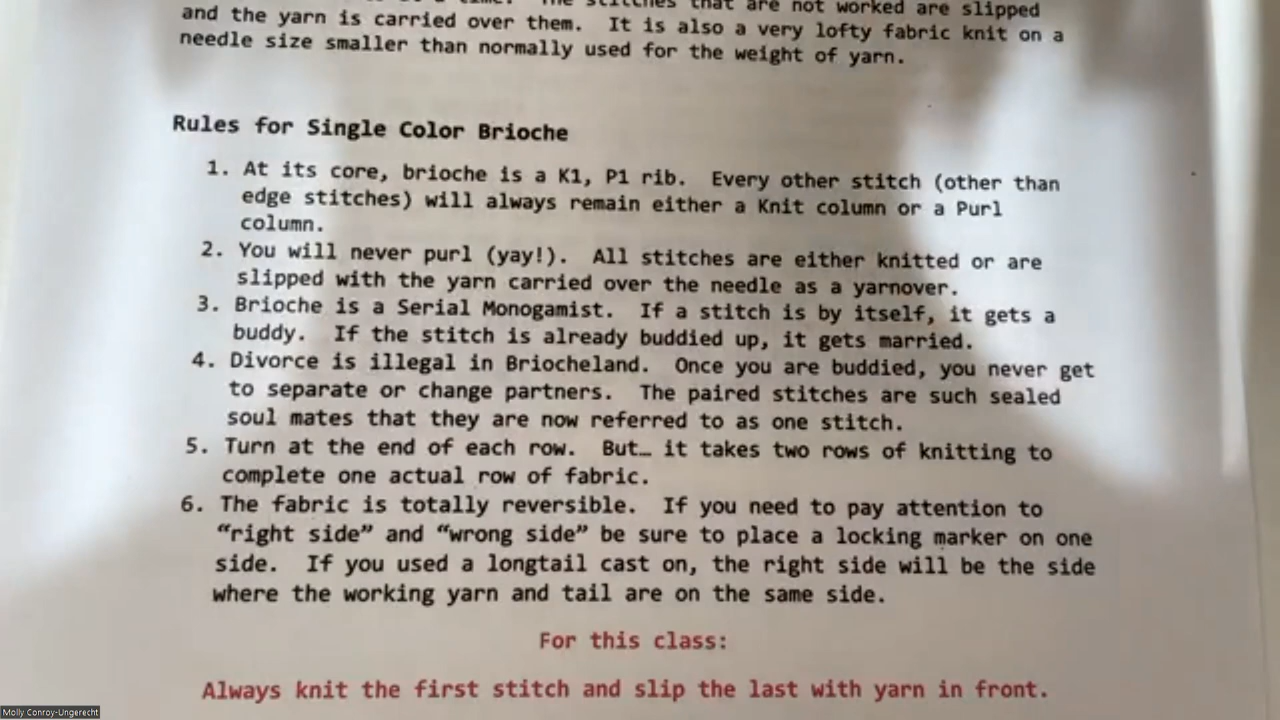 time. The stitches that are not worked are slipped
and the yarn is carried over them. It is also a very lofty fabric knit on a
needle size smaller than normally used for the weight of yarn.
Rules for Single Color Brioche
1. At its core, brioche is a K1, P1 rib. Every other stitch (other than
edge stitches) will always remain either a Knit column or a Purl
column.
2. You will never purl (yay!). All stitches are either knitted or are
slipped with the yarn carried over the needle as a yarnover.
3. Brioche is a Serial Monogamist. If a stitch is by itself, it gets a
buddy. If the stitch is already buddied up, it gets married.
4. Divorce is illegal in Briocheland. Once you are buddied, you never get
to separate or change partners. The paired stitches are such sealed
soul mates that they are now referred to as one stitch.
5. Turn at the end of each row. But… it takes two rows of knitting to
complete one actual row of fabric.
6. The fabric is totally reversible. If you need to pay attention to
“right side” and “wrong side” be sure to place a locking marker on one
side. If you used a longtail cast on, the right side will be the side
where the working yarn and tail are on the same side.
For this class:
Always knit the first stitch and slip the last with yarn in front.
Molly Conroy-Ungerecht